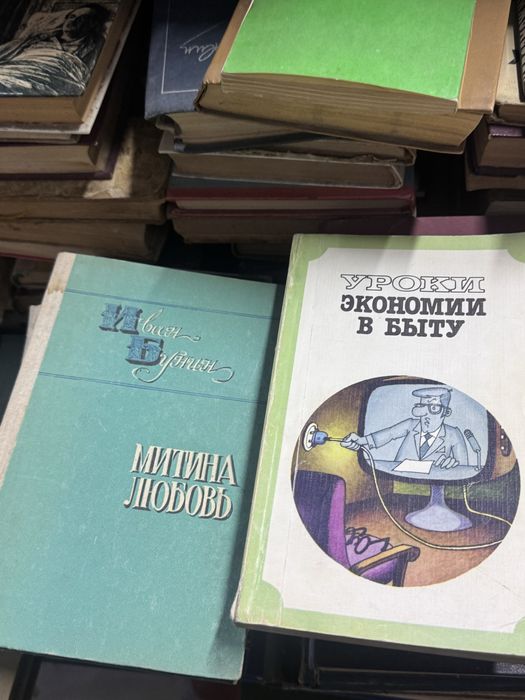 Иван
Бунин
МИТИНА
ЛЮБОВЬ
УРОКИ
ЭКОНОМИИ
В БЫТУ